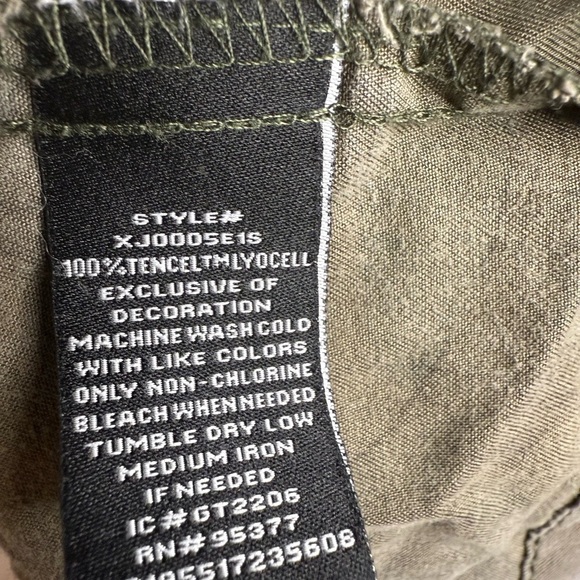 STYLE#
XJ0005E1S
100%TENCEL™LYOCELL
EXCLUSIVE OF
DECORATION
MACHINE WASH COLD
WITH LIKE COLORS
ONLY NON-CHLORINE
BLEACH WHEN NEEDED
TUMBLE DRY LOW
MEDIUM IRON
IF NEEDED
IC# GT2206
RN# 95377